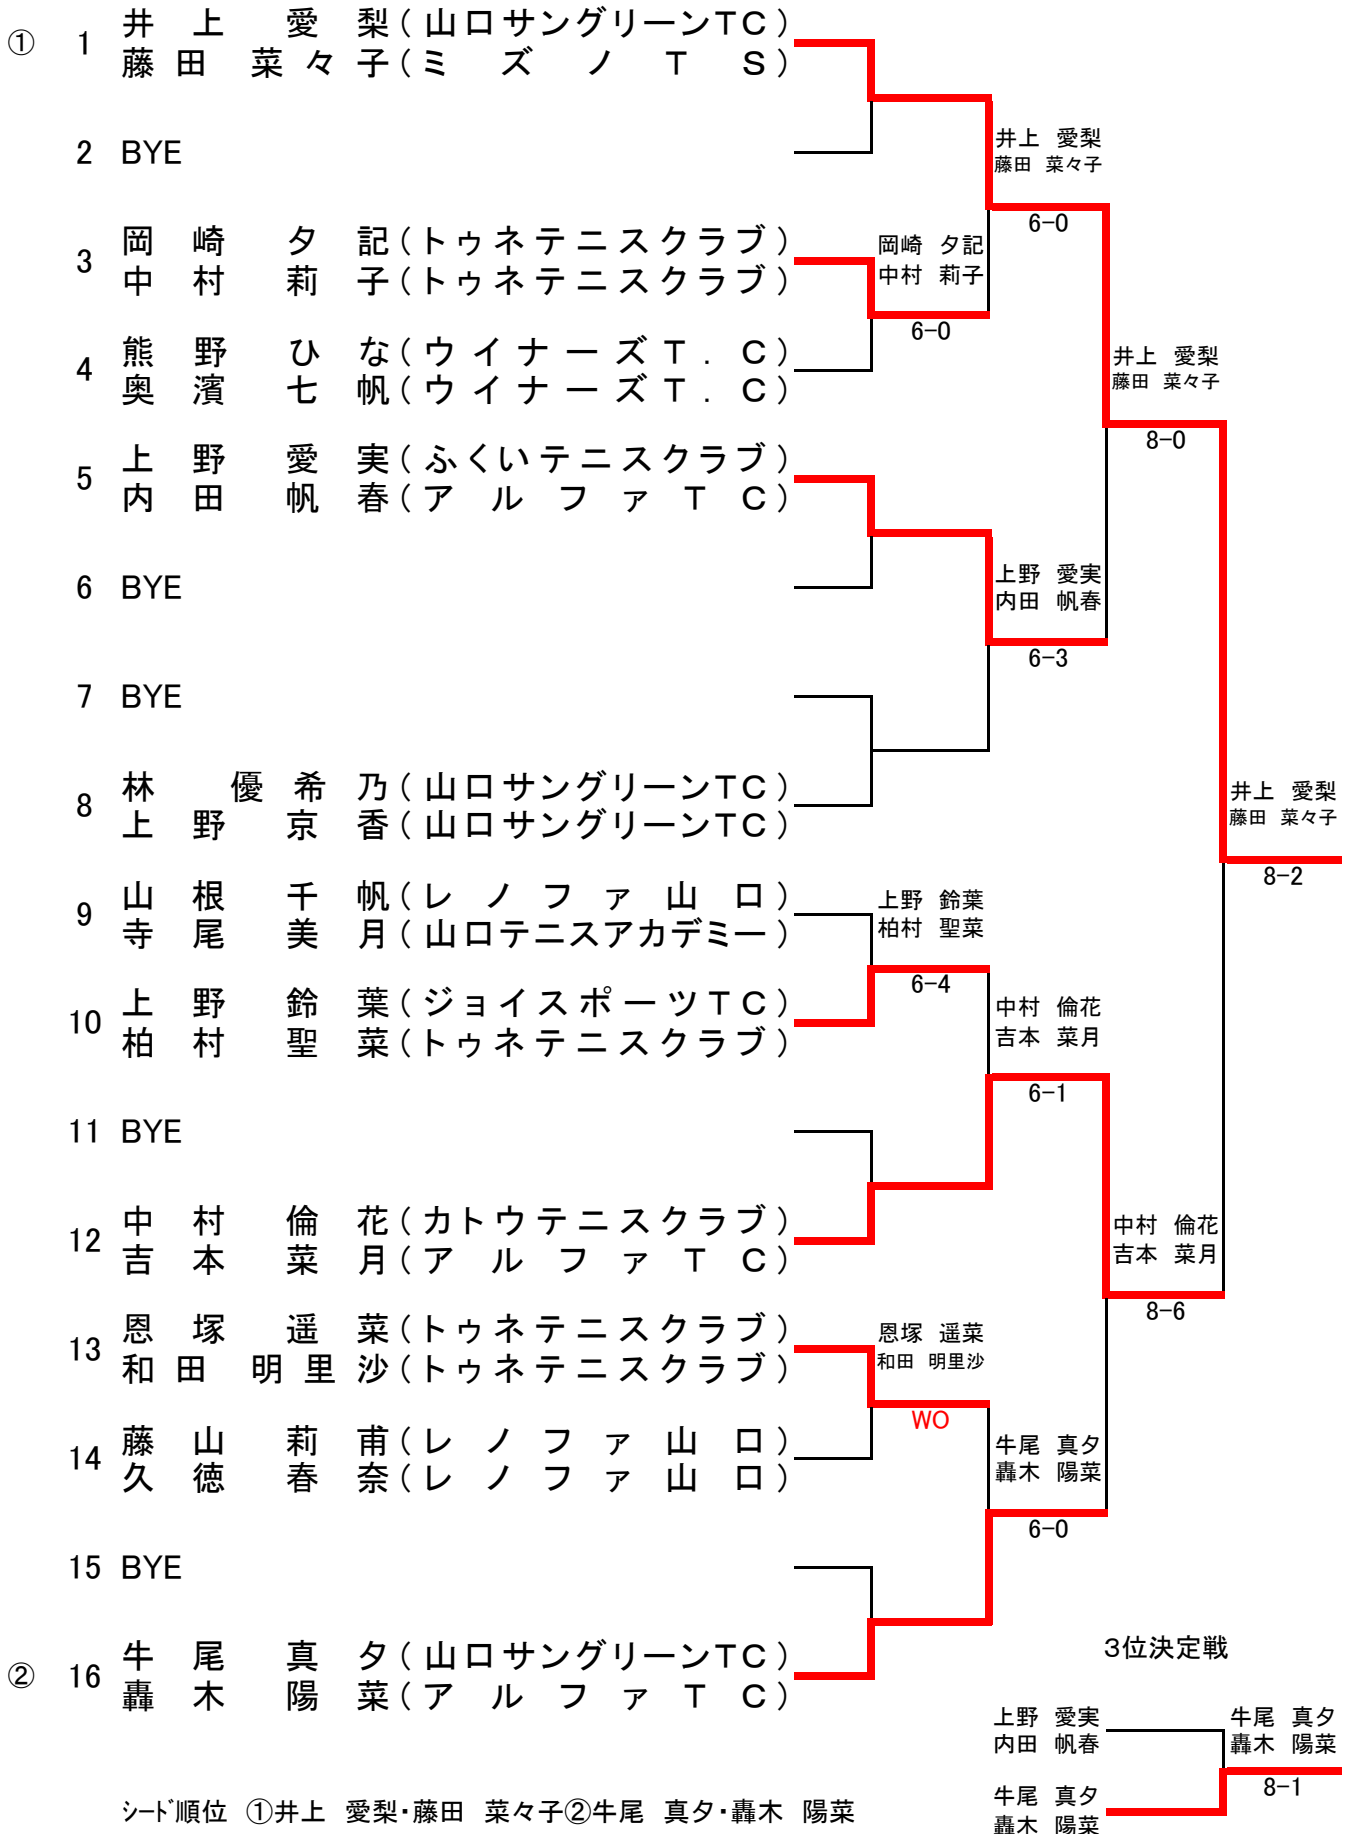 ① 1 井上 愛梨(山口サングリーンTC)
藤田 菜々子(ミズノTS)
2 BYE
井上 愛梨
藤田 菜々子
6-0
3 岡崎 夕記(トゥネテニスクラブ)
中村 莉子(トゥネテニスクラブ)
岡崎 夕記
中村 莉子
6-0
4 熊野 ひな(ウイナーズT.C)
奥濱 七帆(ウイナーズT.C)
井上 愛梨
藤田 菜々子
8-0
5 上野 愛実(ふくいテニスクラブ)
内田 帆春(アルファTC)
6 BYE
上野 愛実
内田 帆春
6-3
7 BYE
8 林 優希乃(山口サングリーンTC)
上野 京香(山口サングリーンTC)
井上 愛梨
藤田 菜々子
8-2
9 山根 千帆(レノファ山口)
寺尾 美月(山口テニスアカデミー)
上野 鈴葉
柏村 聖菜
6-4
10 上野 鈴葉(ジョイスポーツTC)
柏村 聖菜(トゥネテニスクラブ)
中村 倫花
吉本 菜月
6-1
11 BYE
12 中村 倫花(カトウテニスクラブ)
吉本 菜月(アルファTC)
中村 倫花
吉本 菜月
8-6
13 恩塚 遥菜(トゥネテニスクラブ)
和田 明里沙(トゥネテニスクラブ)
恩塚 遥菜
和田 明里沙
WO
14 藤山 莉甫(レノファ山口)
久徳 春奈(レノファ山口)
牛尾 真夕
轟木 陽菜
6-0
15 BYE
② 16 牛尾 真夕(山口サングリーンTC)
轟木 陽菜(アルファTC)
3位決定戦
上野 愛実
内田 帆春
牛尾 真夕
轟木 陽菜
8-1
牛尾 真夕
轟木 陽菜
シード順位 ①井上 愛梨・藤田 菜々子②牛尾 真夕・轟木 陽菜